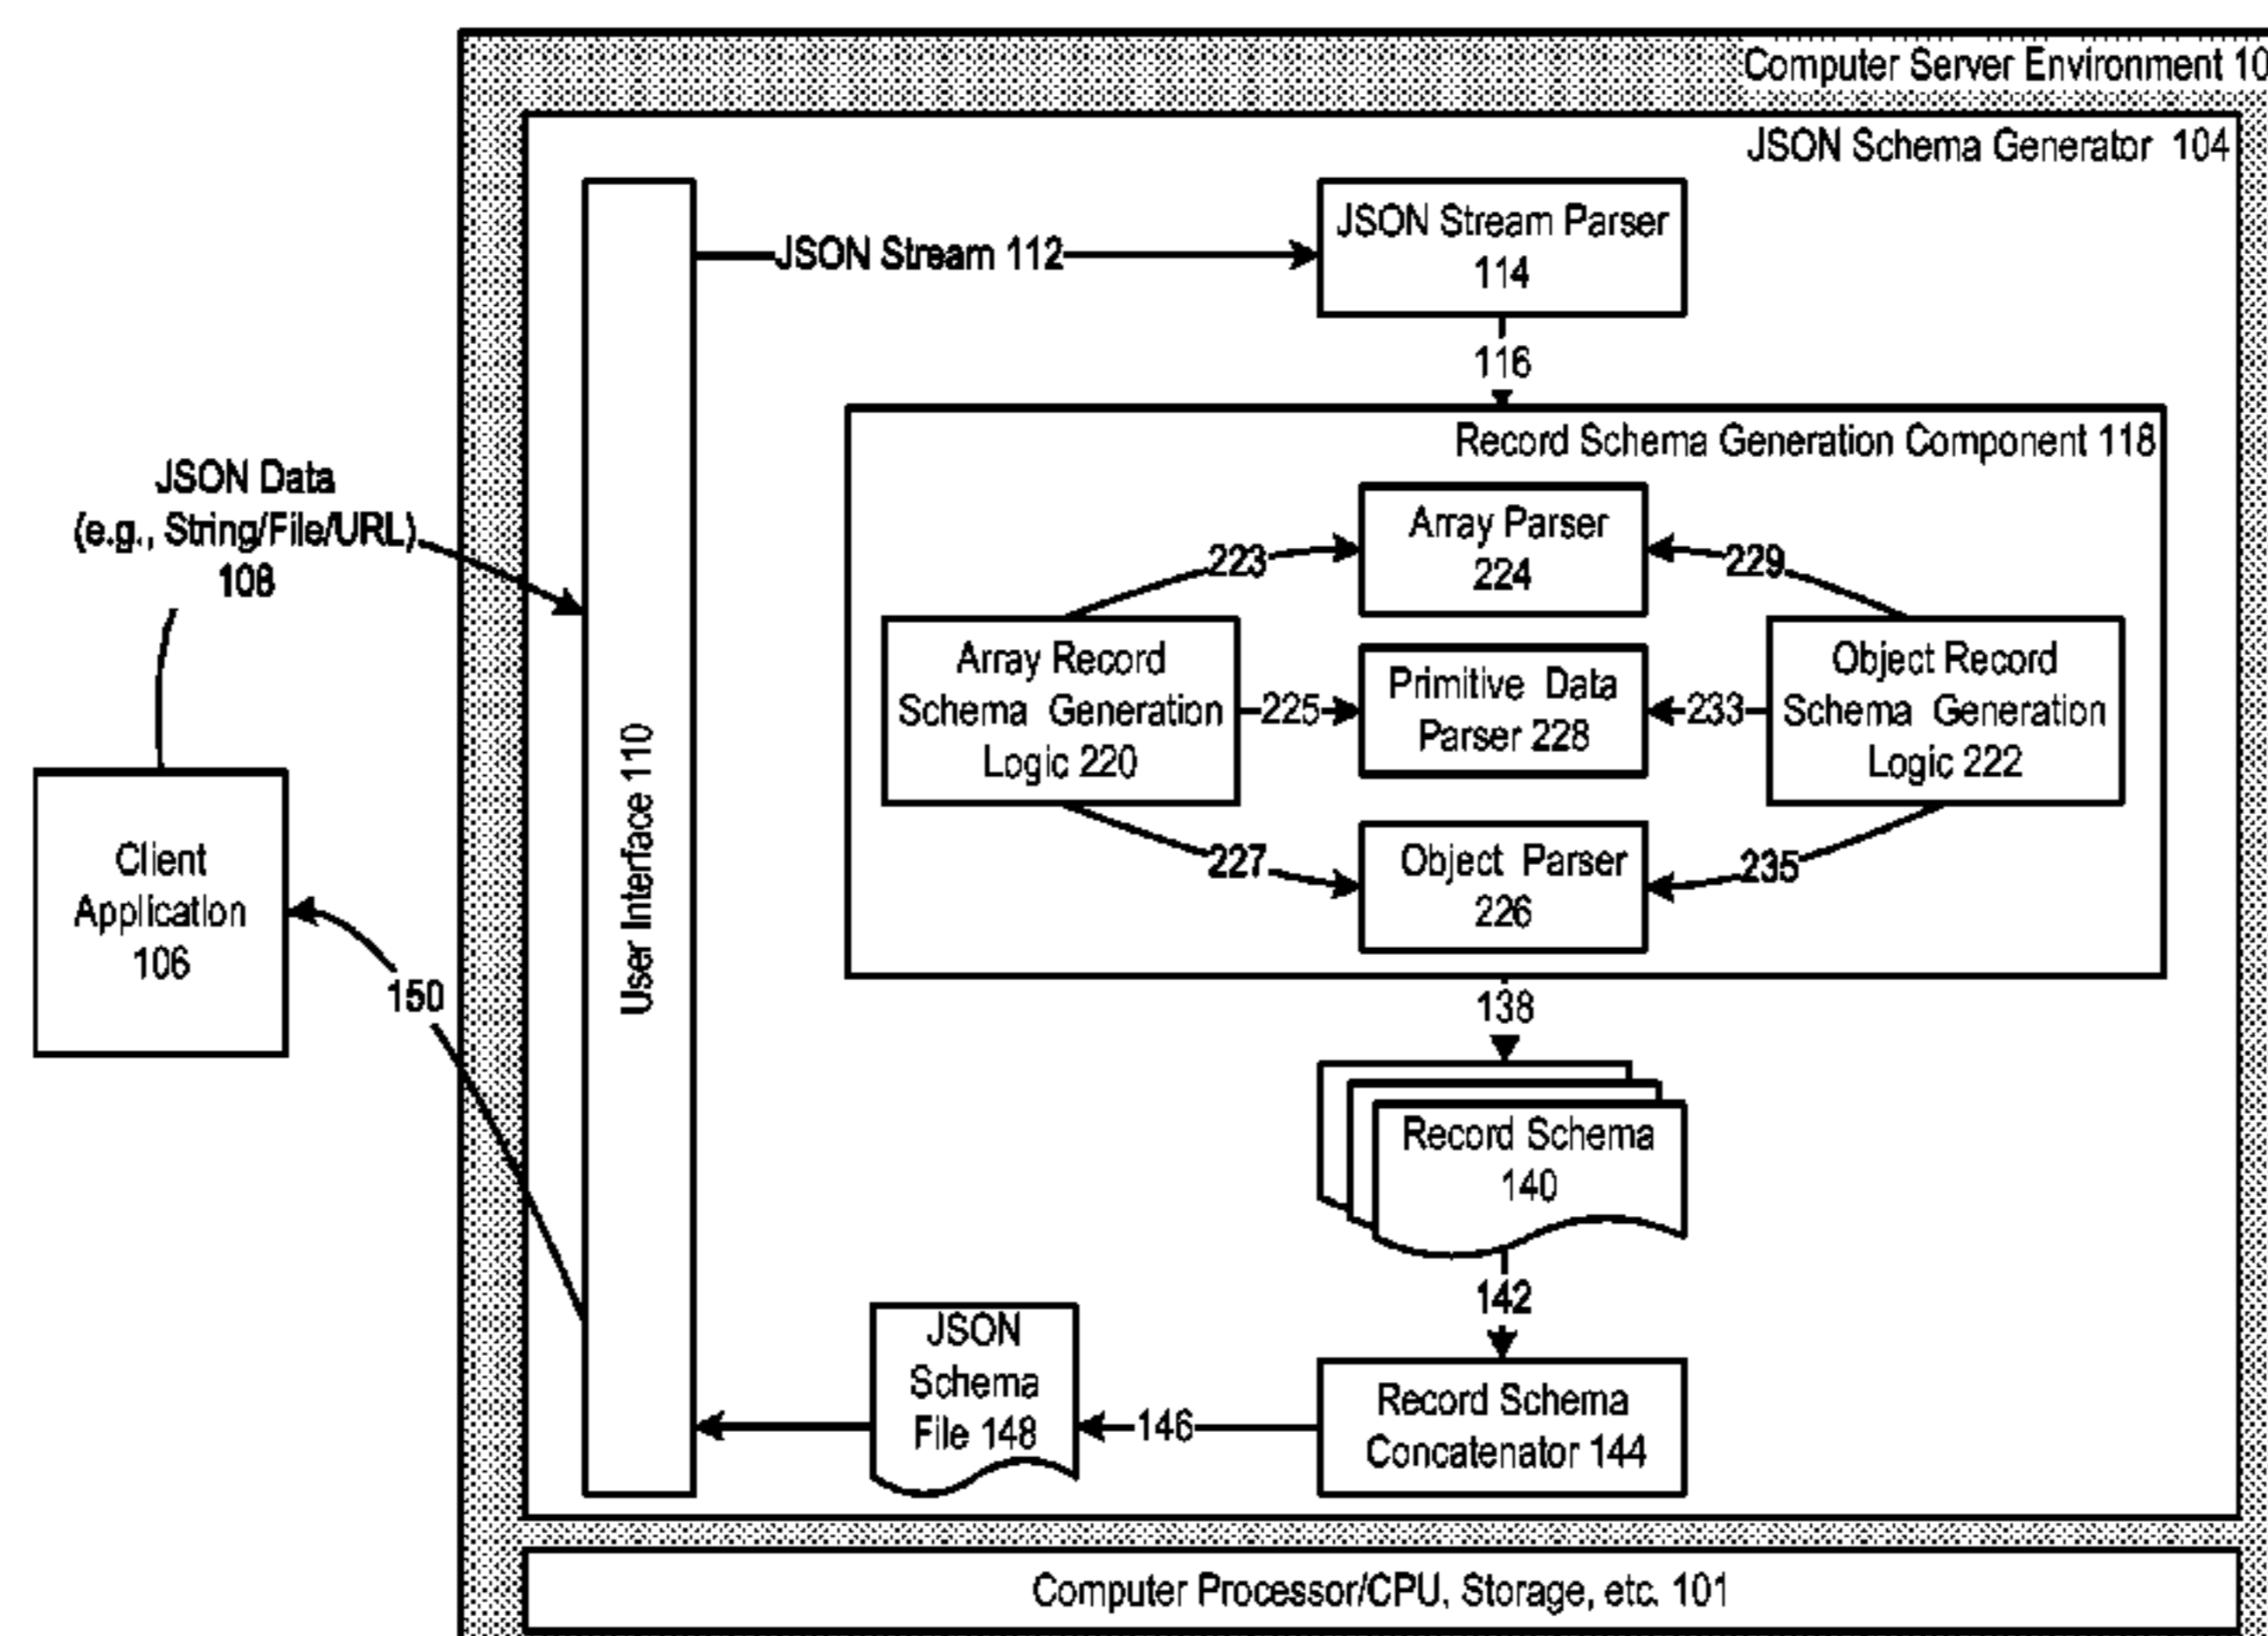 Computer Server Environment 10
JSON Schema Generator 104
JSON Stream 112
JSON Stream Parser
114
116
Record Schema Generation Component 118
JSON Data
(e.g., String/File/URL)
108
Array Parser
224
223
229
Array Record
Schema Generation
Logic 220
225
Primitive Data
Parser 228
233
Object Record
Schema Generation
Logic 222
User Interface 110
Client
Application
106
227
Object Parser
226
235
150
138
Record Schema
140
142
JSON
Schema
File 148
146
Record Schema
Concatenator 144
Computer Processor/CPU, Storage, etc. 101